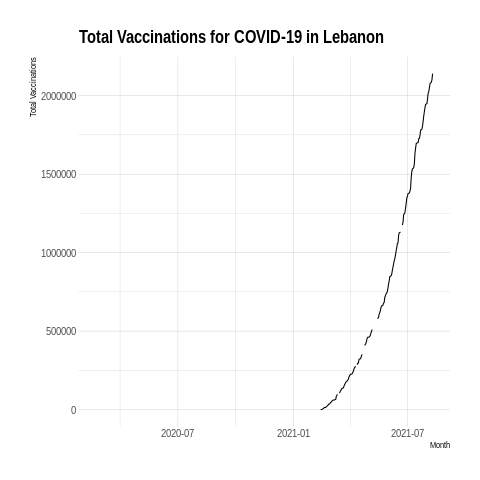 Total Vaccinations for COVID-19 in Lebanon
Total Vaccinations
2000000
1500000
1000000
500000
0
2020-07 2021-01 2021-07
Month